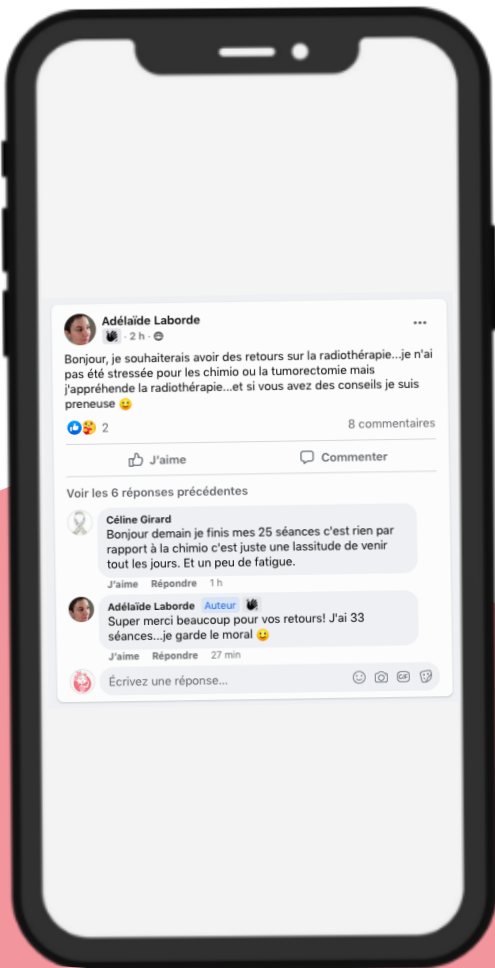 Adélaïde Laborde
2 h
Bonjour, je souhaiterais avoir des retours sur la radiothérapie...je n'ai
pas été stressée pour les chimio ou la tumorectomie mais
j'appréhende la radiothérapie...et si vous avez des conseils je suis
preneuse 😄
2
8 commentaires
J'aime
Commenter
Voir les 6 réponses précédentes
Céline Girard
Bonjour demain je finis mes 25 séances c'est rien par
rapport à la chimio c'est juste une lassitude de venir
tout les jours. Et un peu de fatigue.
J'aime Répondre 1 h
Adélaïde Laborde Auteur
Super merci beaucoup pour vos retours! J'ai 33
séances...je garde le moral 😄
J'aime Répondre 27 min
Écrivez une réponse...
GIF